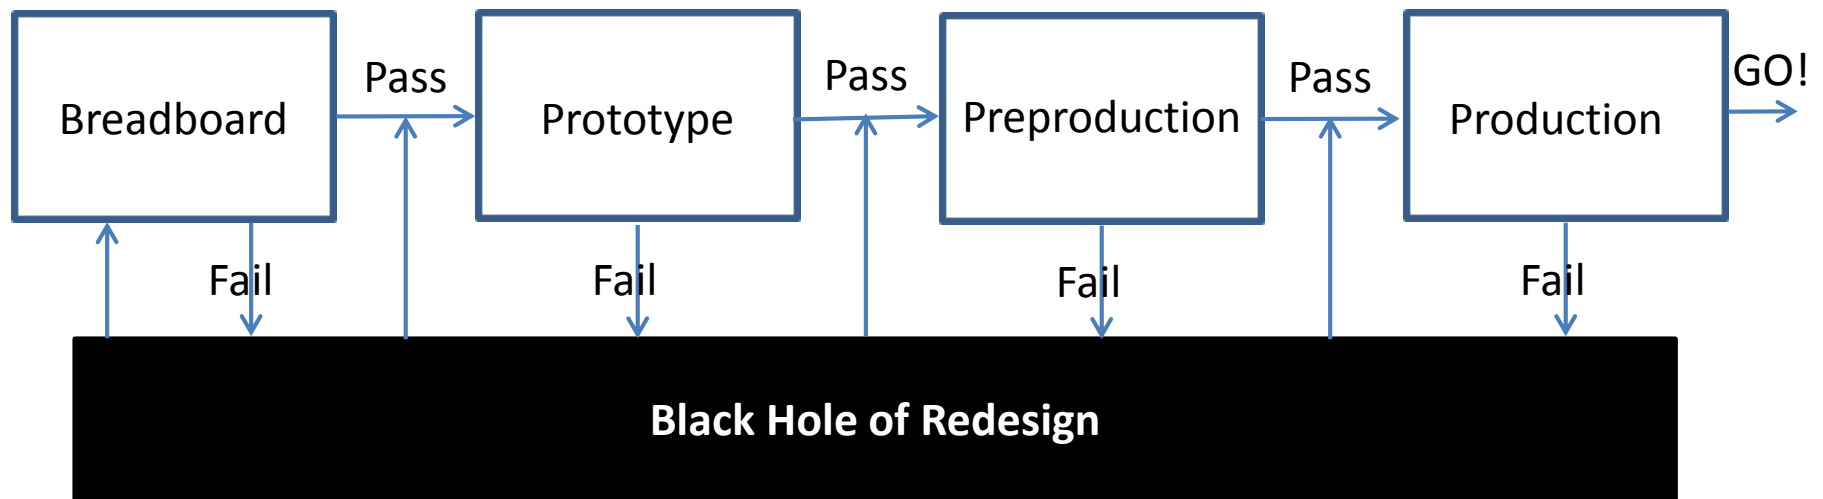 Breadboard
Pass
Prototype
Pass
Preproduction
Pass
Production
GO!
Fail
Fail
Fail
Fail
Black Hole of Redesign